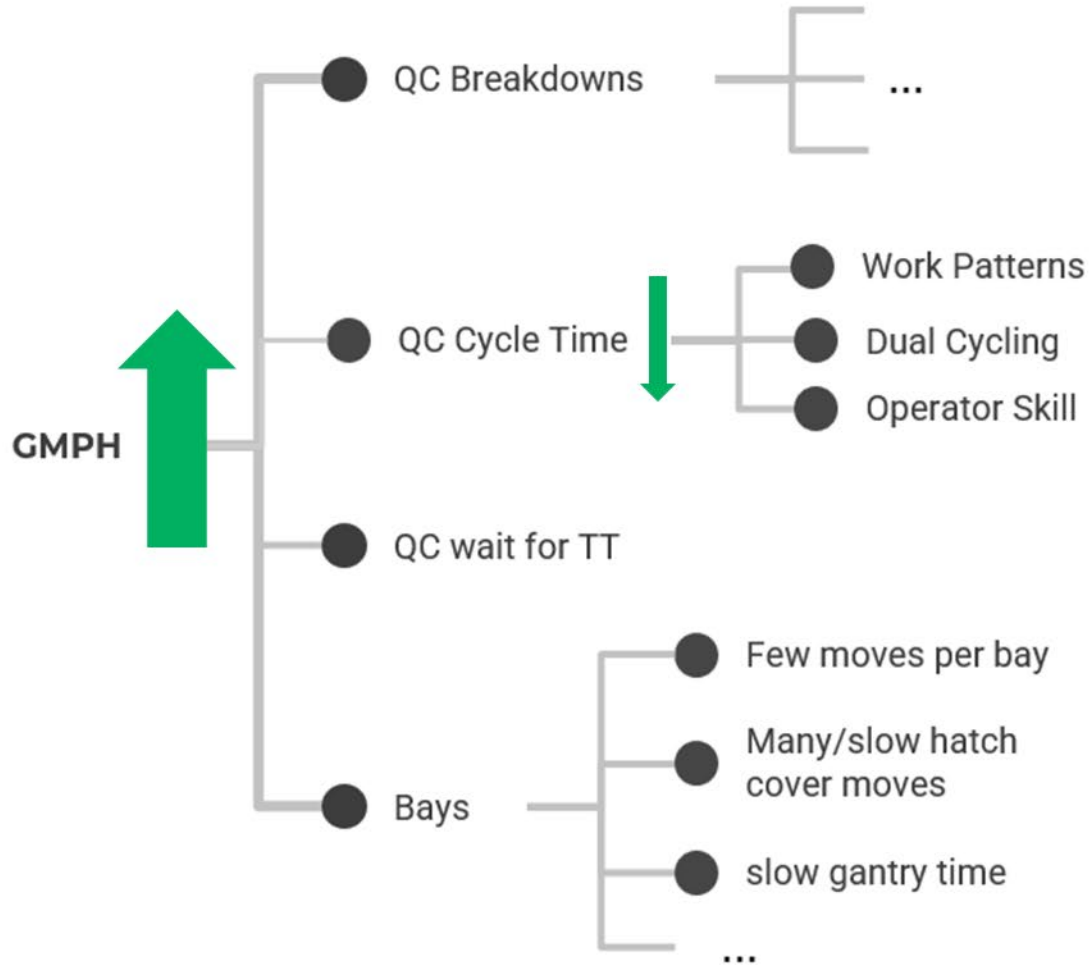 QC Breakdowns
...
Work Patterns
QC Cycle Time
Dual Cycling
Operator Skill
GMPH
QC wait for TT
Few moves per bay
Many/slow hatch
cover moves
Bays
slow gantry time
...